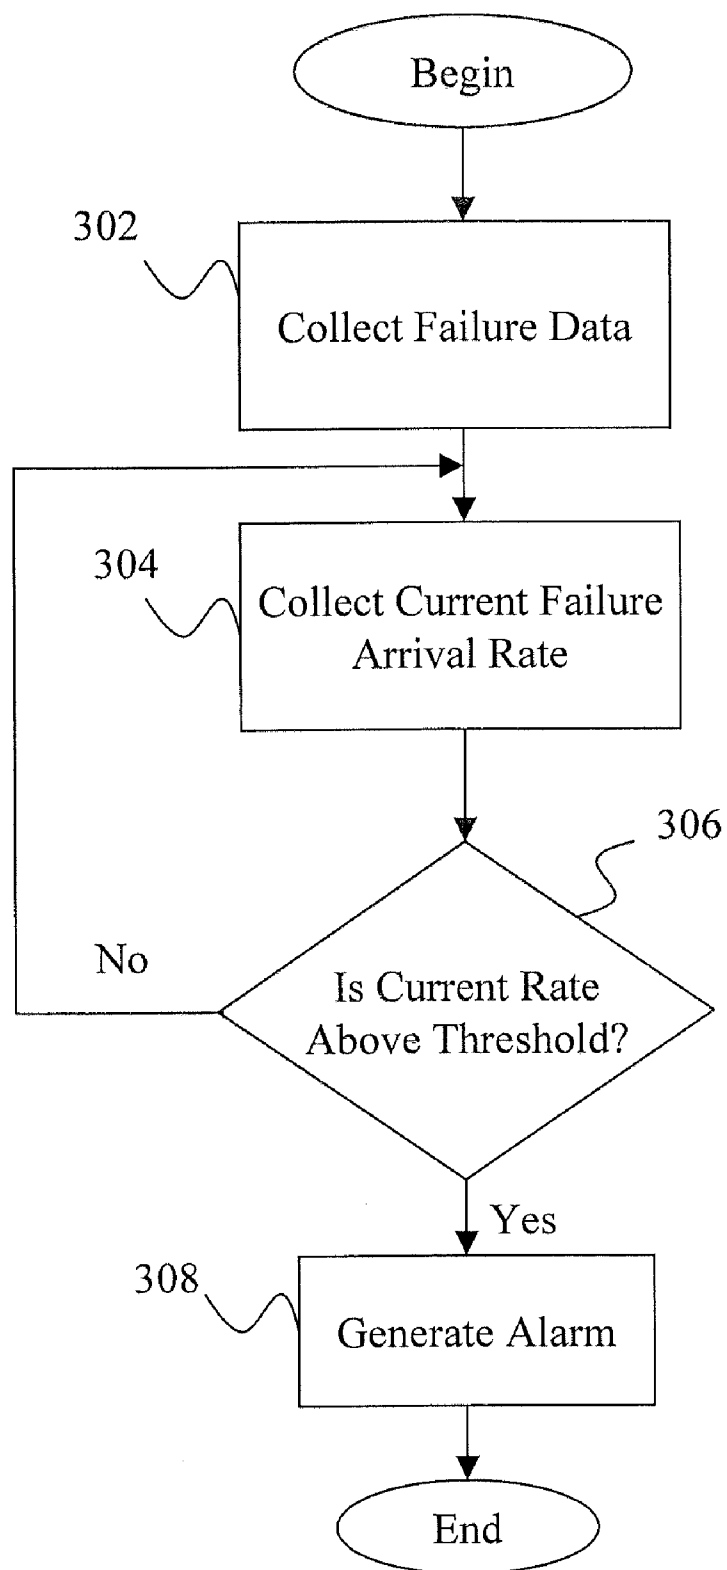 Begin
302
Collect Failure Data
304
Collect Current Failure
Arrival Rate
306
No
Is Current Rate
Above Threshold?
Yes
308
Generate Alarm
End